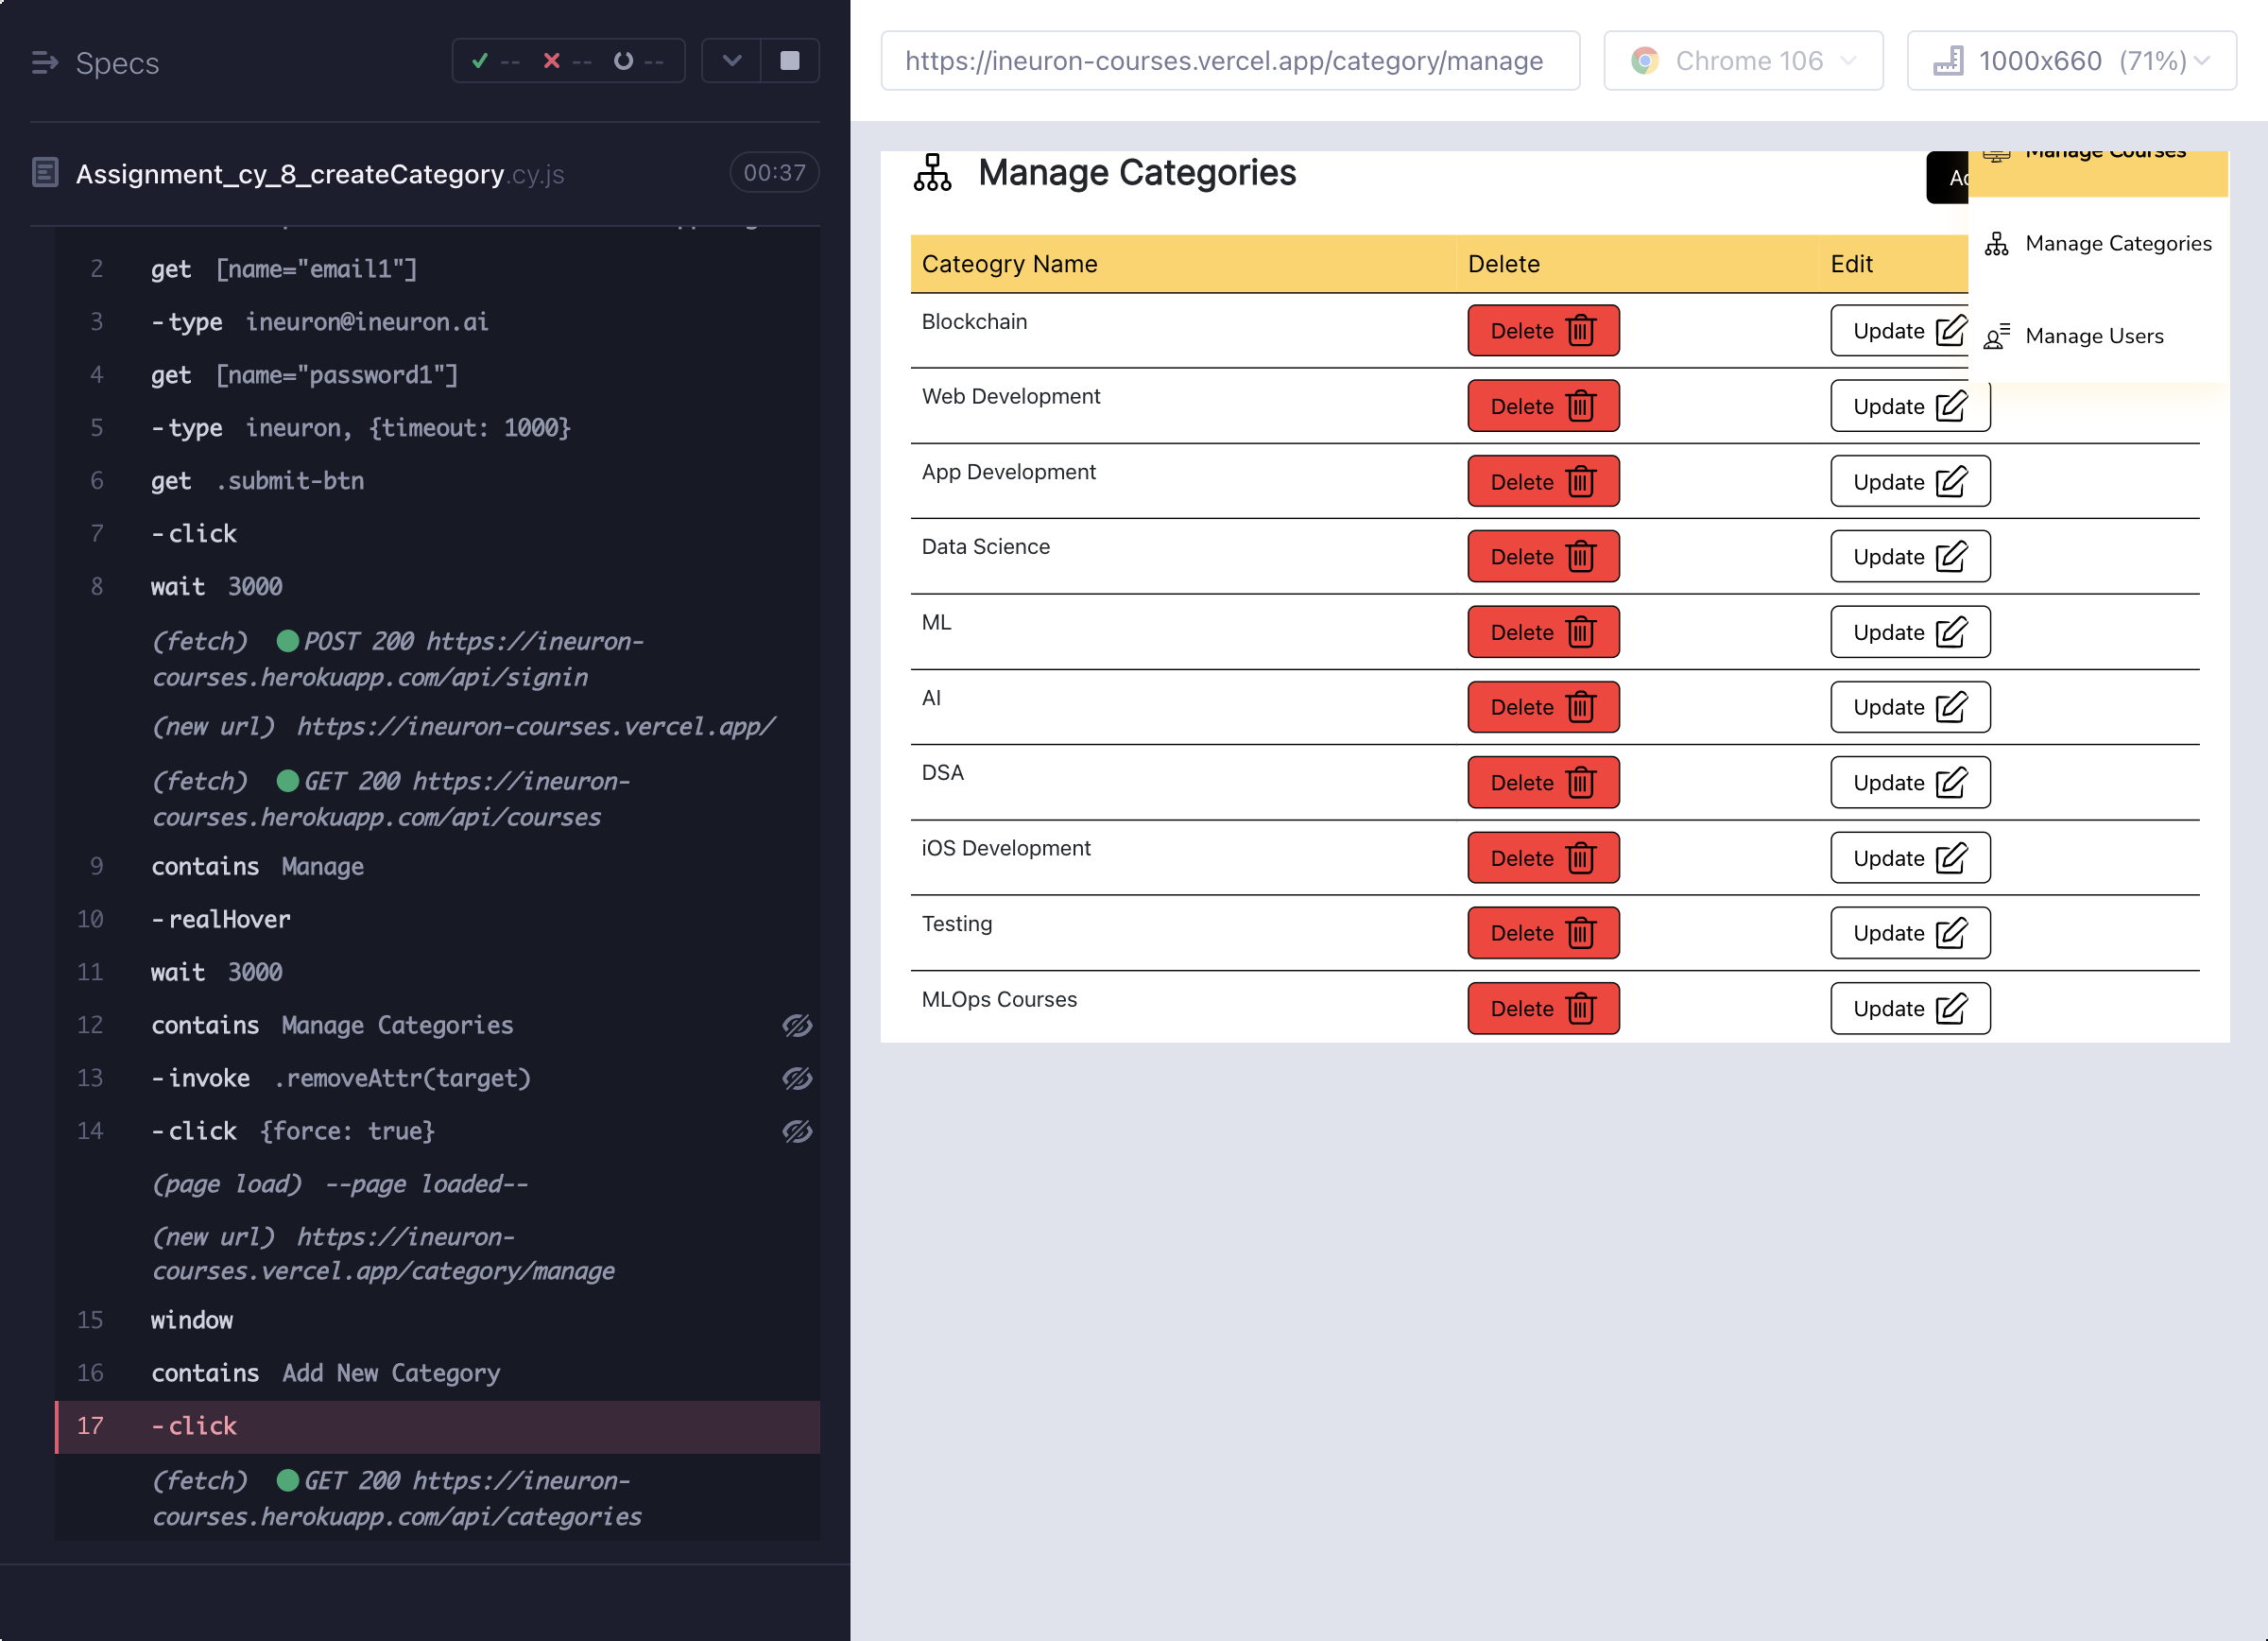 Specs
--
--
--
Assignment_cy_8_createCategory.cy.js
00:37
2 get [name="email1"]
3 -type ineuron@ineuron.ai
4 get [name="password1"]
5 -type ineuron, {timeout: 1000}
6 get .submit-btn
7 -click
8 wait 3000
(fetch) POST 200 https://ineuron-
courses.herokuapp.com/api/signin
(new url) https://ineuron-courses.vercel.app/
(fetch) GET 200 https://ineuron-
courses.herokuapp.com/api/courses
9 contains Manage
10 -realHover
11 wait 3000
12 contains Manage Categories
13 -invoke .removeAttr(target)
14 -click {force: true}
(page load) --page loaded--
(new url) https://ineuron-
courses.vercel.app/category/manage
15 window
16 contains Add New Category
17 -click
(fetch) GET 200 https://ineuron-
courses.herokuapp.com/api/categories
https://ineuron-courses.vercel.app/category/manage
Chrome 106
1000x660 (71%)
Manage Categories
Manage Courses
Manage Categories
Manage Users
Cateogry Name Delete Edit
Blockchain Delete Update
Web Development Delete Update
App Development Delete Update
Data Science Delete Update
ML Delete Update
AI Delete Update
DSA Delete Update
iOS Development Delete Update
Testing Delete Update
MLOps Courses Delete Update